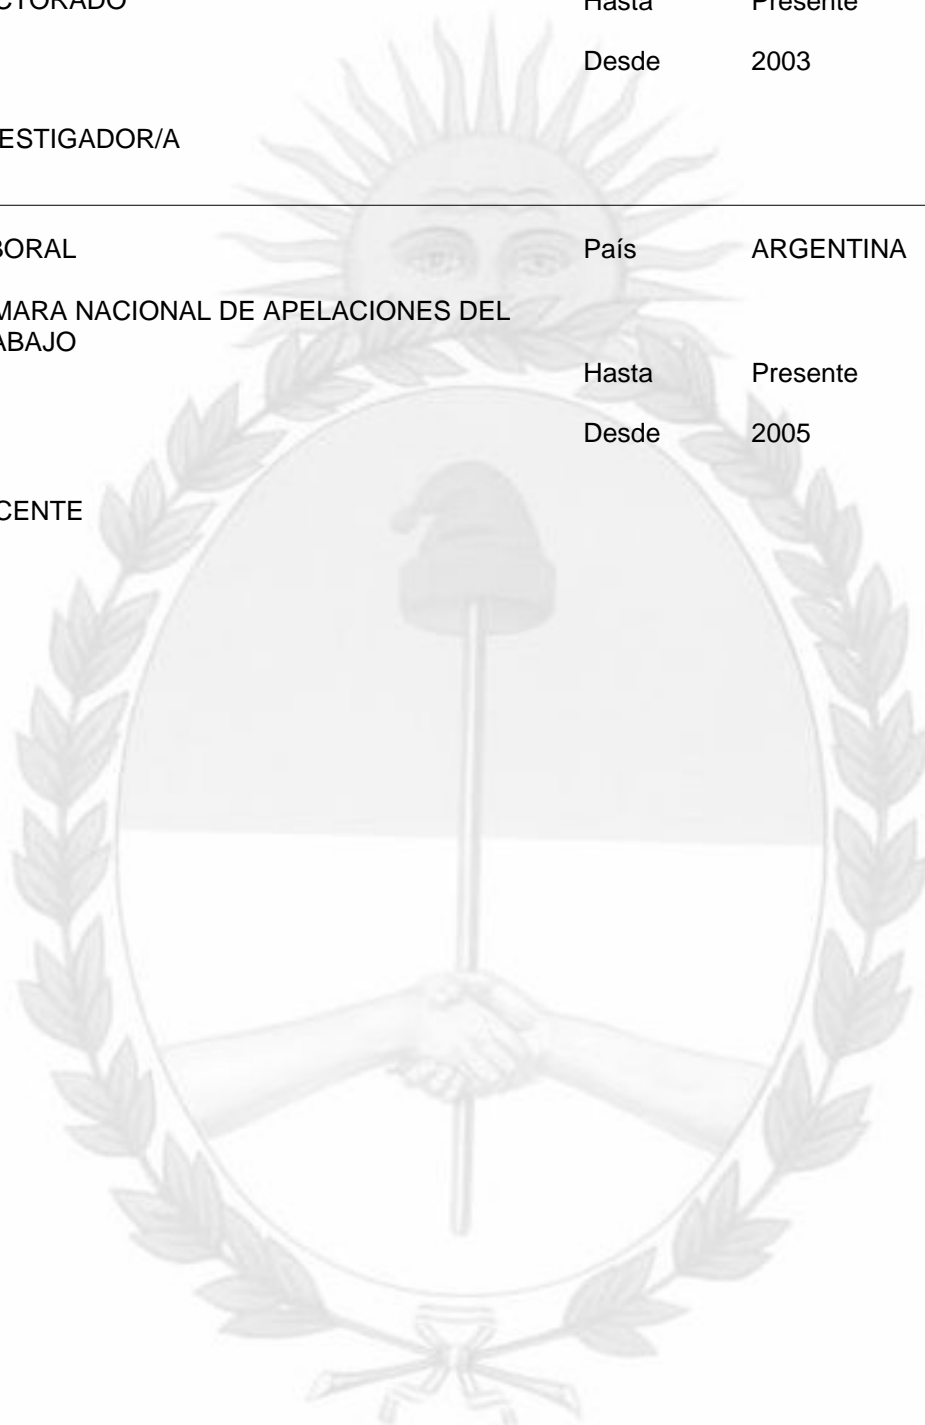 CTORADO Hasta Presente
Desde 2003
ESTIGADOR/A
BORAL País ARGENTINA
MARA NACIONAL DE APELACIONES DEL
ABAJO
Hasta Presente
Desde 2005
CENTE